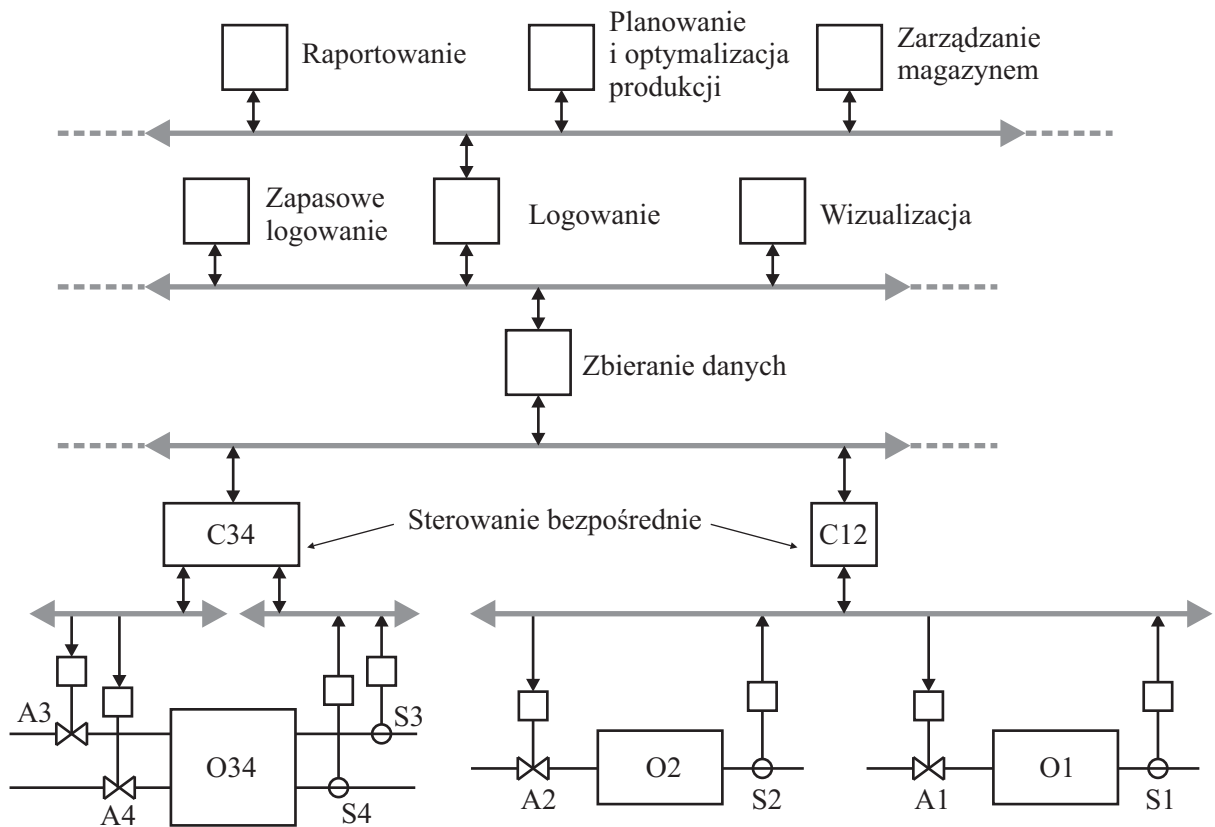 Raportowanie
Planowanie
i optymalizacja
produkcji
Zarządzanie
magazynem
Zapasowe
logowanie
Logowanie
Wizualizacja
Zbieranie danych
C34
Sterowanie bezpośrednie
C12
A3
S3
O34
A4
S4
O2
A2
S2
O1
A1
S1